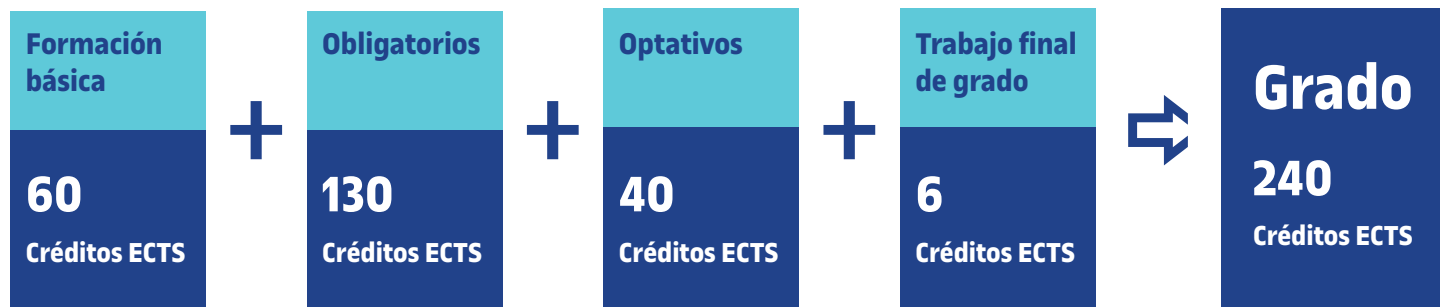 Formación
básica
60
Créditos ECTS
+
Obligatorios
130
Créditos ECTS
+
Optativos
40
Créditos ECTS
+
Trabajo final
de grado
6
Créditos ECTS
Grado
240
Créditos ECTS